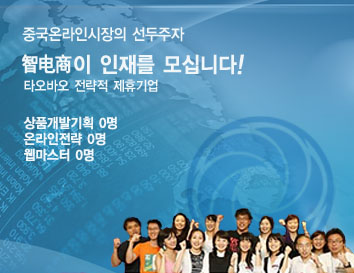 중국온라인시장의 선두주자
智电商이 인재를 모십니다!
타오바오 전략적 제휴기업
상품개발기획 0명
온라인전략 0명
웹마스터 0명